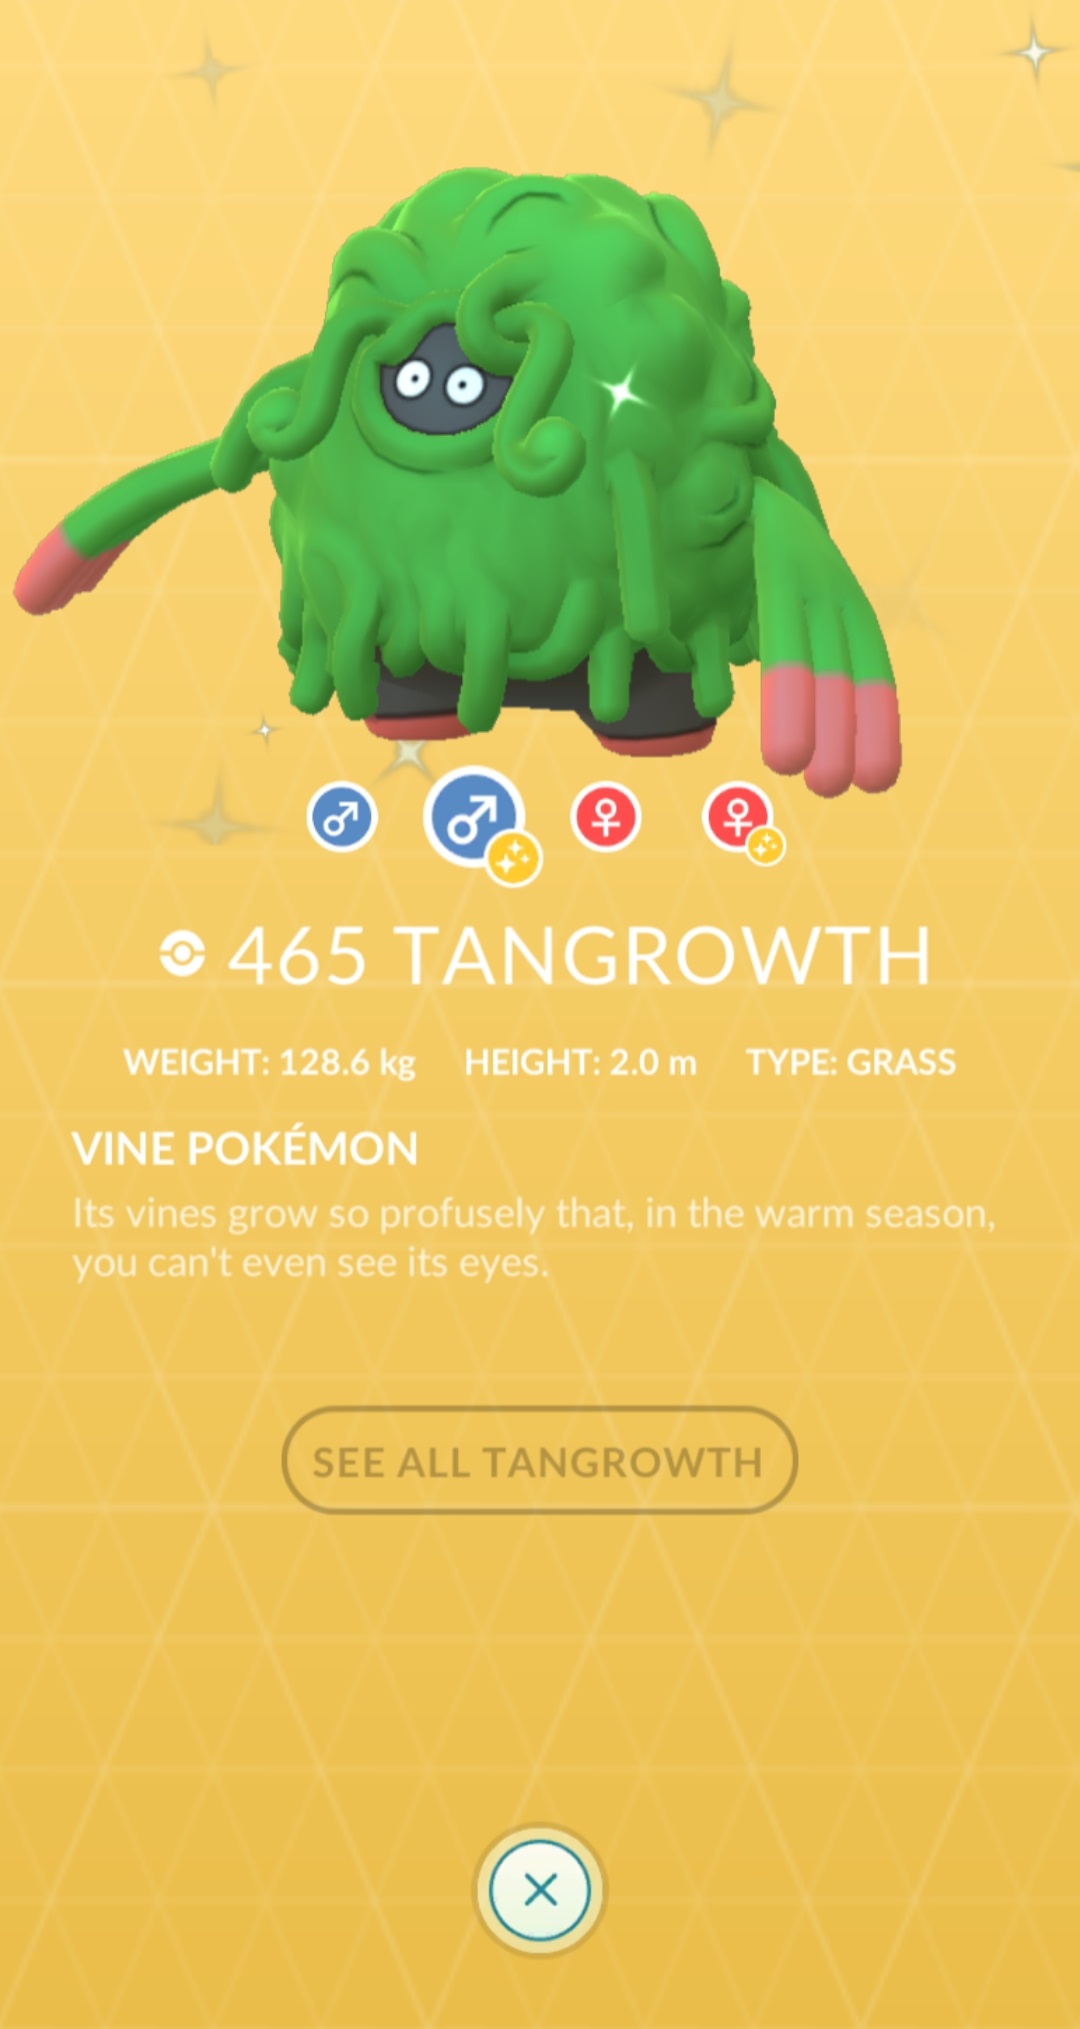 465 TANGROWTH
WEIGHT: 128.6 kg HEIGHT: 2.0 m TYPE: GRASS
VINE POKÉMON
Its vines grow so profusely that, in the warm season,
you can't even see its eyes.
SEE ALL TANGROWTH